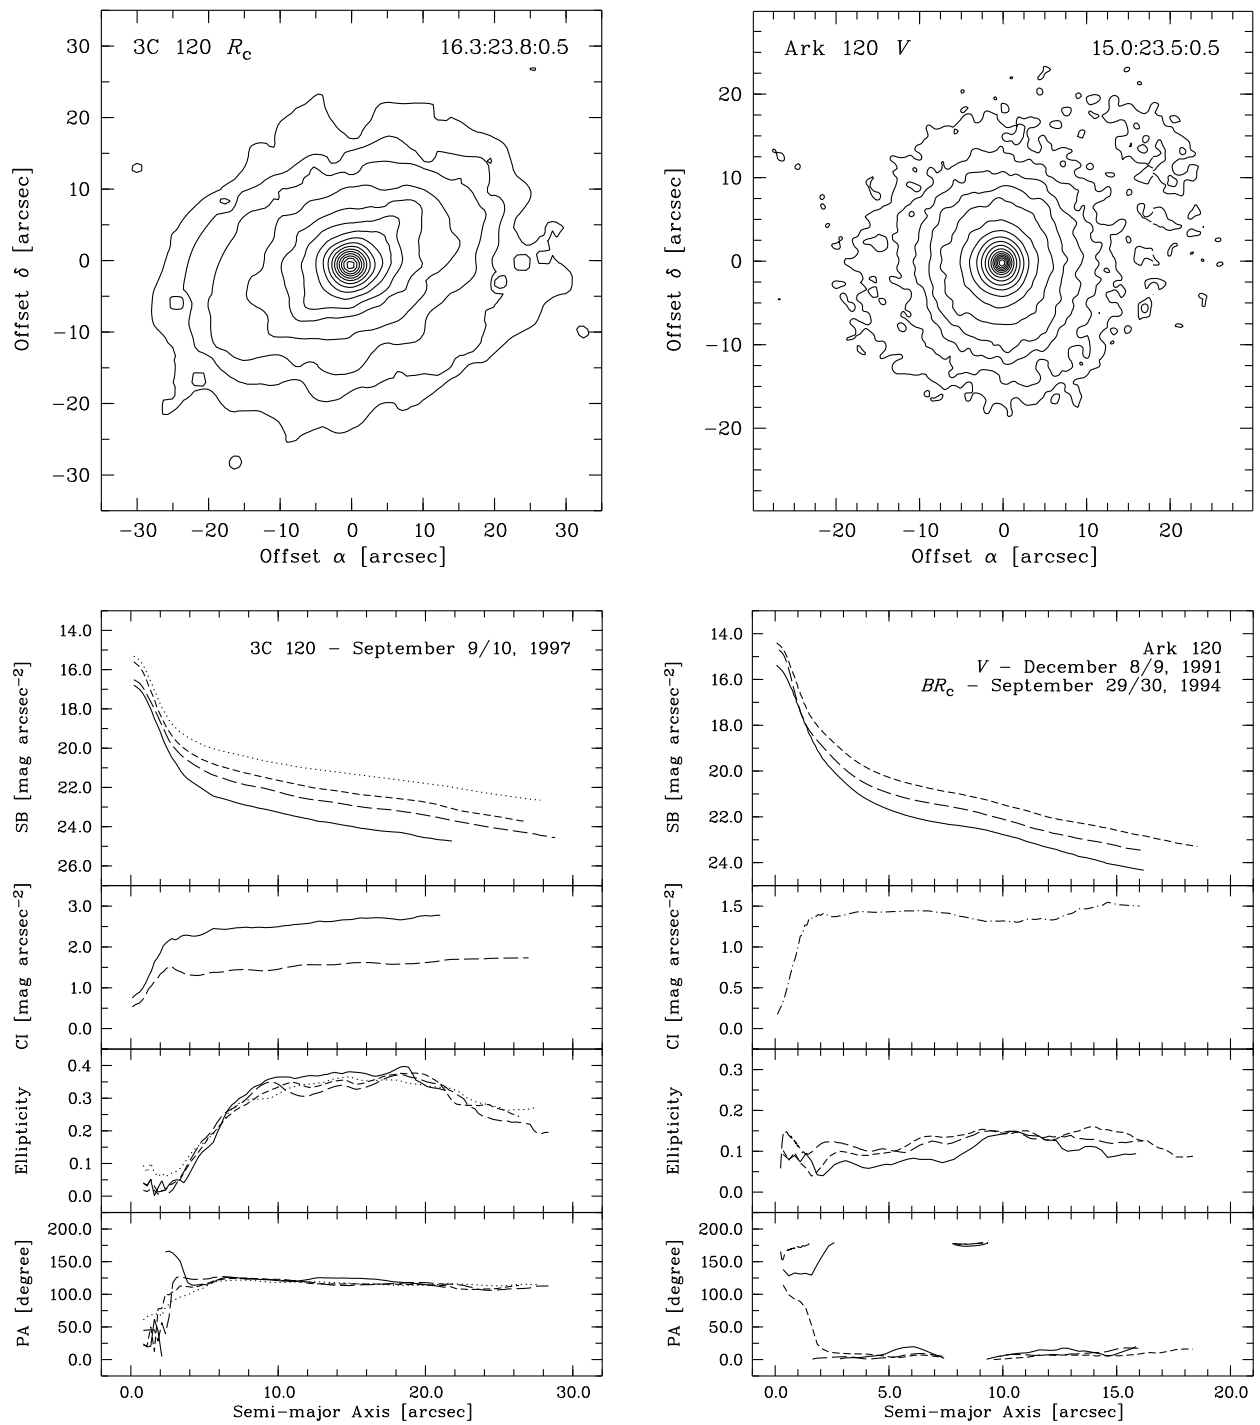 3C 120 Rc
16.3:23.8:0.5
30
20
10
0
−10
−20
−30
Offset δ [arcsec]
−30 −20 −10 0 10 20 30
Offset α [arcsec]
Ark 120 V
15.0:23.5:0.5
20
10
0
−10
−20
Offset δ [arcsec]
−20 −10 0 10 20
Offset α [arcsec]
3C 120 − September 9/10, 1997
14.0
16.0
18.0
20.0
22.0
24.0
26.0
SB [mag arcsec−2]
3.0
2.0
1.0
0.0
CI [mag arcsec−2]
0.4
0.3
0.2
0.1
0.0
Ellipticity
200.0
150.0
100.0
50.0
0.0
PA [degree]
0.0 10.0 20.0 30.0
Semi-major Axis [arcsec]
Ark 120
V − December 8/9, 1991
BRc − September 29/30, 1994
14.0
16.0
18.0
20.0
22.0
24.0
SB [mag arcsec−2]
1.5
1.0
0.5
0.0
CI [mag arcsec−2]
0.3
0.2
0.1
0.0
Ellipticity
200.0
150.0
100.0
50.0
0.0
PA [degree]
0.0 5.0 10.0 15.0 20.0
Semi-major Axis [arcsec]